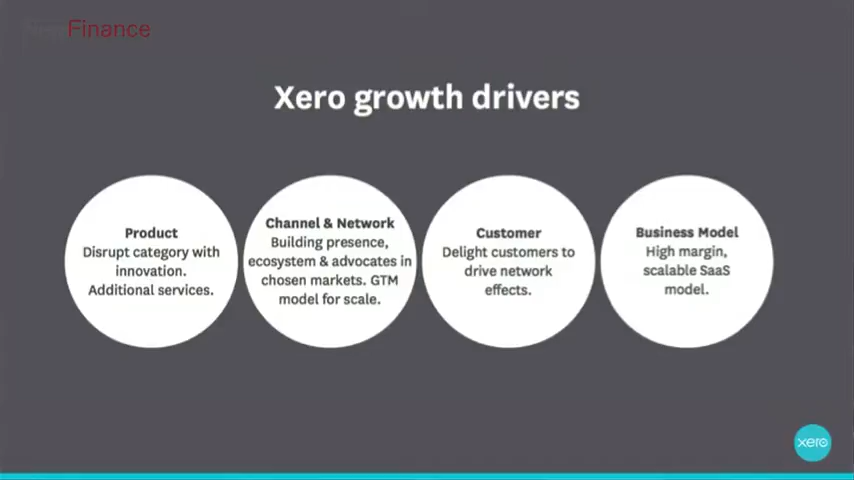 Finance
Xero growth drivers
Product
Disrupt category with
innovation.
Additional services.
Channel & Network
Building presence,
ecosystem & advocates in
chosen markets. GTM
model for scale.
Customer
Delight customers to
drive network
effects.
Business Model
High margin,
scalable SaaS
model.
xero